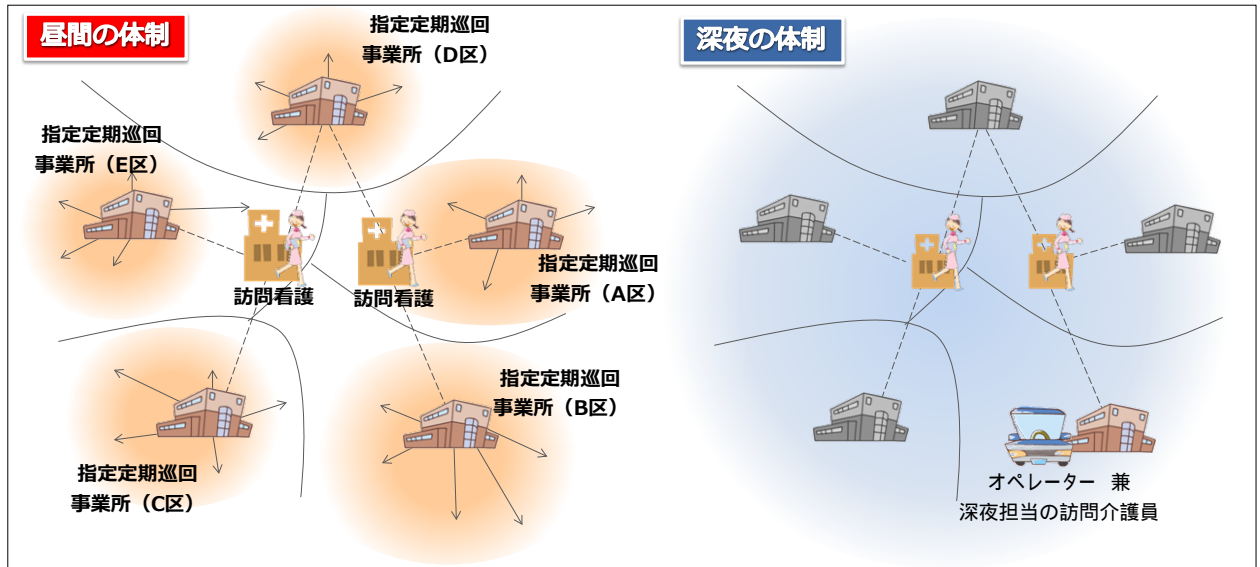 昼間の体制
指定定期巡回
事業所（D区）
指定定期巡回
事業所（E区）
訪問看護
訪問看護
指定定期巡回
事業所（A区）
指定定期巡回
事業所（B区）
指定定期巡回
事業所（C区）
深夜の体制
オペレーター　兼
深夜担当の訪問介護員